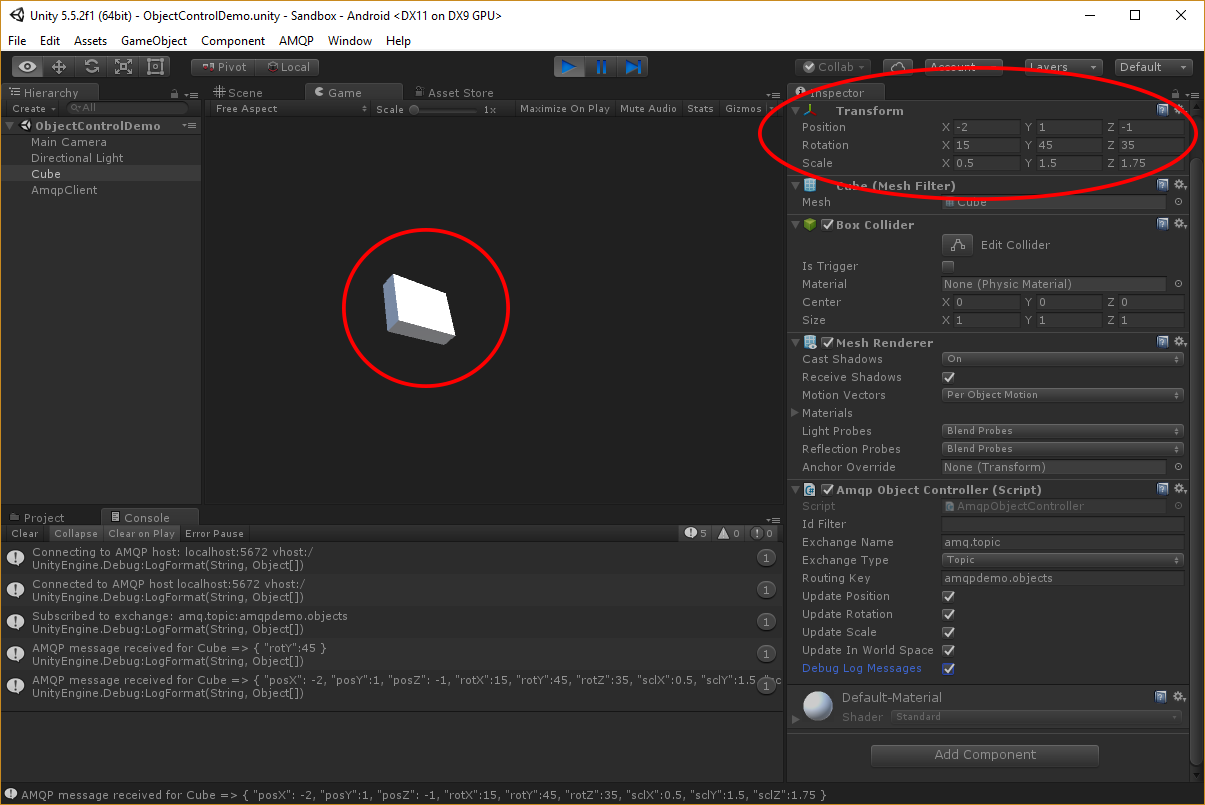 Unity 5.5.2f1 (64bit) - ObjectControlDemo.unity - Sandbox - Android <DX11 on DX9 GPU>
File Edit Assets GameObject Component AMQP Window Help
Pivot Local Collab Account Layers Default
Hierarchy
Create All
ObjectControlDemo
Main Camera
Directional Light
Cube
AmqpClient
Scene Game Asset Store
Free Aspect Scale 1x Maximize On Play Mute Audio Stats Gizmos
Inspector
Transform
Position X -2 Y 1 Z -1
Rotation X 15 Y 45 Z 35
Scale X 0.5 Y 1.5 Z 1.75
Cube (Mesh Filter)
Mesh Cube
Box Collider
Edit Collider
Is Trigger
Material None (Physic Material)
Center X 0 Y 0 Z 0
Size X 1 Y 1 Z 1
Mesh Renderer
Cast Shadows On
Receive Shadows
Motion Vectors Per Object Motion
Materials
Light Probes Blend Probes
Reflection Probes Blend Probes
Anchor Override None (Transform)
Amqp Object Controller (Script)
Script AmqpObjectController
Id Filter
Exchange Name amq.topic
Exchange Type Topic
Routing Key amqpdemo.objects
Update Position
Update Rotation
Update Scale
Update In World Space
Debug Log Messages
Default-Material
Shader Standard
Add Component
Project Console
Clear Collapse Clear on Play Error Pause 5 0 0
Connecting to AMQP host: localhost:5672 vhost:/
UnityEngine.Debug:LogFormat(String, Object[])
1
Connected to AMQP host localhost:5672 vhost:/
UnityEngine.Debug:LogFormat(String, Object[])
1
Subscribed to exchange: amq.topic:amqpdemo.objects
UnityEngine.Debug:LogFormat(String, Object[])
1
AMQP message received for Cube => { "rotY":45 }
UnityEngine.Debug:LogFormat(String, Object[])
1
AMQP message received for Cube => { "posX": -2, "posY":1, "posZ": -1, "rotX":15, "rotY":45, "rotZ":35, "sclX":0.5, "sclY":1.5,
UnityEngine.Debug:LogFormat(String, Object[])
1
AMQP message received for Cube => { "posX": -2, "posY":1, "posZ": -1, "rotX":15, "rotY":45, "rotZ":35, "sclX":0.5, "sclY":1.5, "sclZ":1.75 }